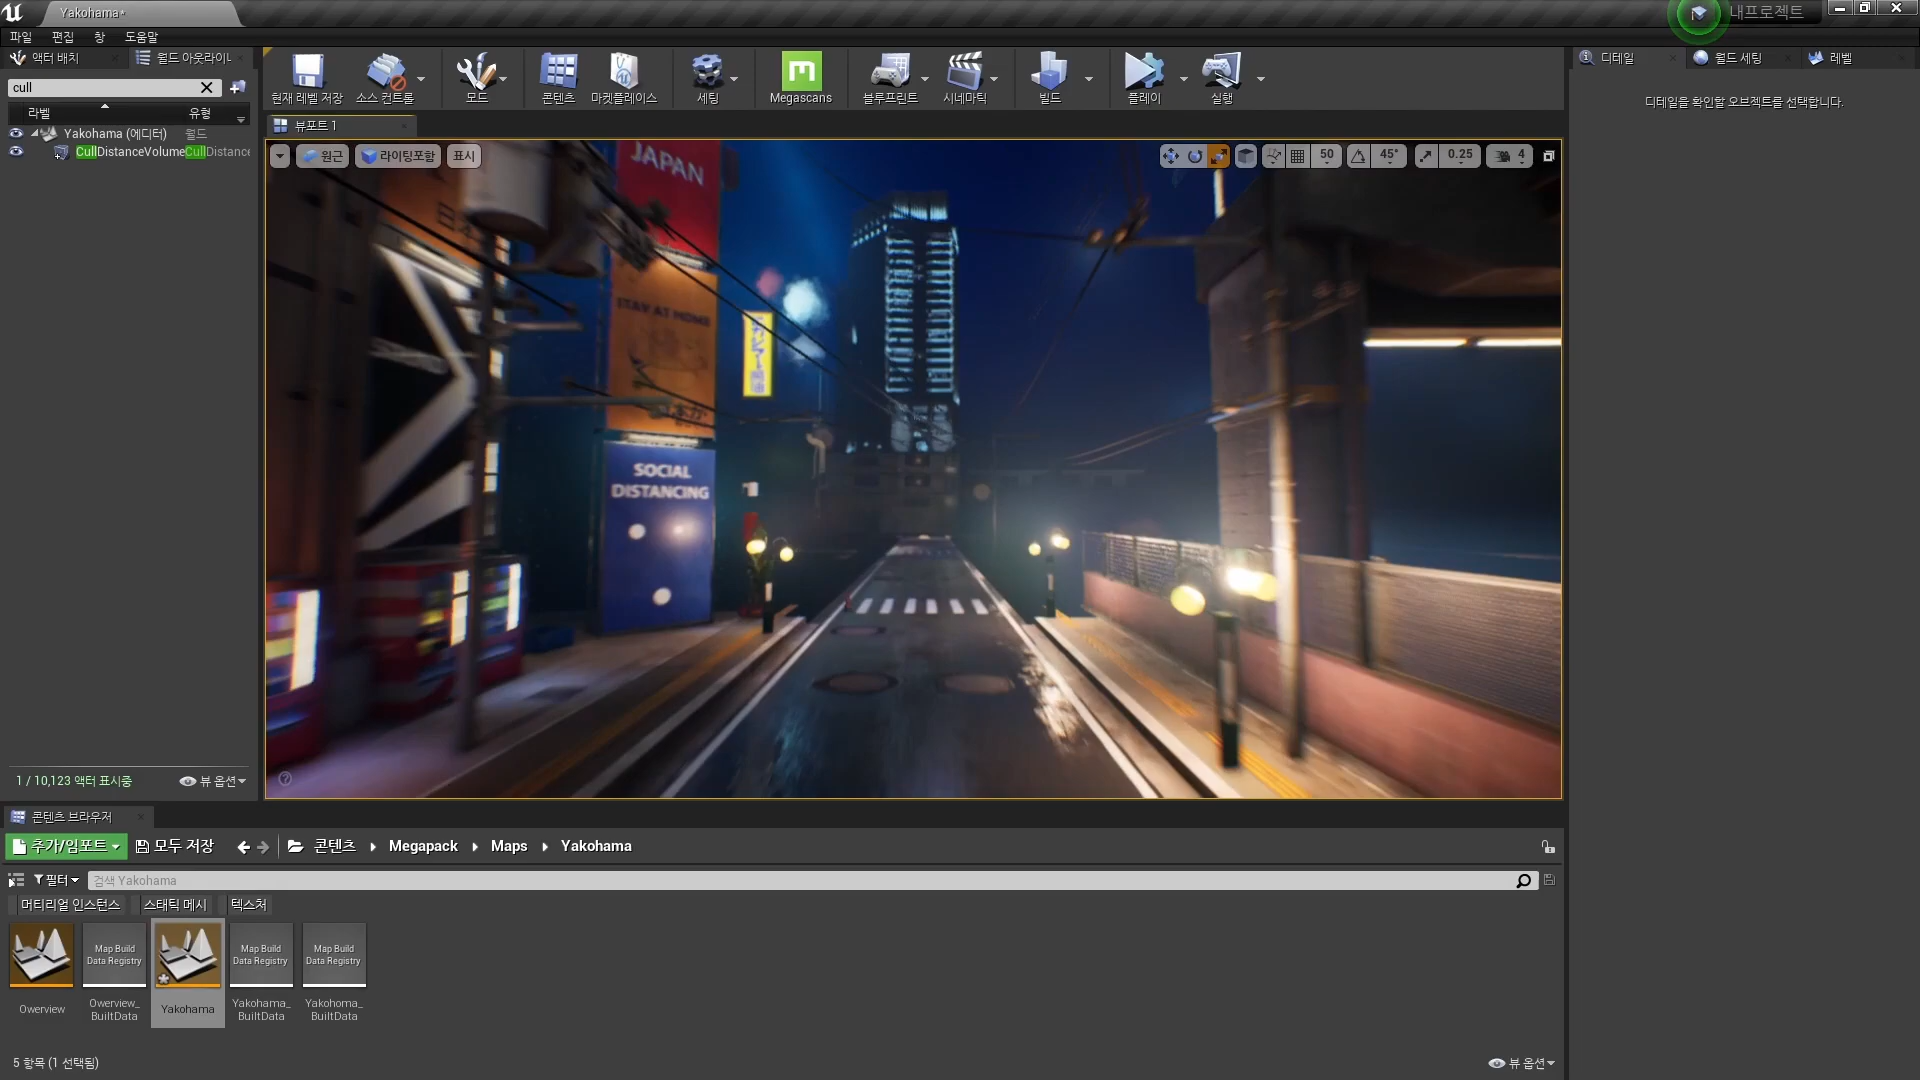 Yakohama*
내프로젝트
파일 편집 창 도움말
액터 배치
월드 아웃라이너
cull
라벨
유형
Yakohama (에디터) 월드
CullDistanceVolume CullDistance
1 / 10,123 액터 표시중
뷰 옵션
현재 레벨 저장
소스 컨트롤
모드
콘텐츠
마켓플레이스
세팅
Megascans
블루프린트
시네마틱
빌드
플레이
실행
뷰포트 1
원근
라이팅포함
표시
50
45°
0.25
4
JAPAN
STAY AT HOME
SOCIAL
DISTANCING
디테일
월드 세팅
레벨
디테일을 확인할 오브젝트를 선택합니다.
콘텐츠 브라우저
추가/임포트
모두 저장
콘텐츠
Megapack
Maps
Yakohama
필터
검색 Yakohama
머티리얼 인스턴스
스태틱 메시
텍스처
Map Build
Data Registry
Map Build
Data Registry
Map Build
Data Registry
Owerview
Owerview_
BuiltData
Yakohama
Yakohama_
BuiltData
Yakohoma_
BuiltData
5 항목 (1 선택됨)
뷰 옵션